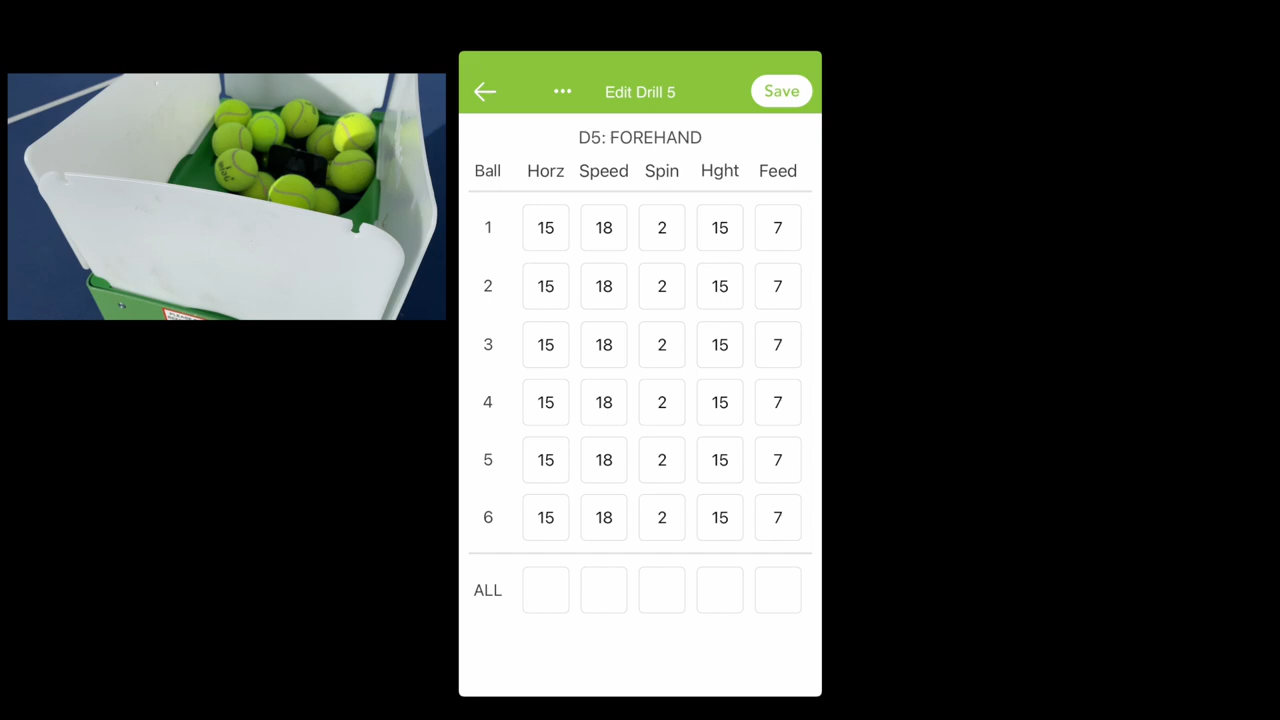 ••• Edit Drill 5 Save
D5: FOREHAND
Ball Horz Speed Spin Hght Feed
1 15 18 2 15 7
2 15 18 2 15 7
3 15 18 2 15 7
4 15 18 2 15 7
5 15 18 2 15 7
6 15 18 2 15 7
ALL